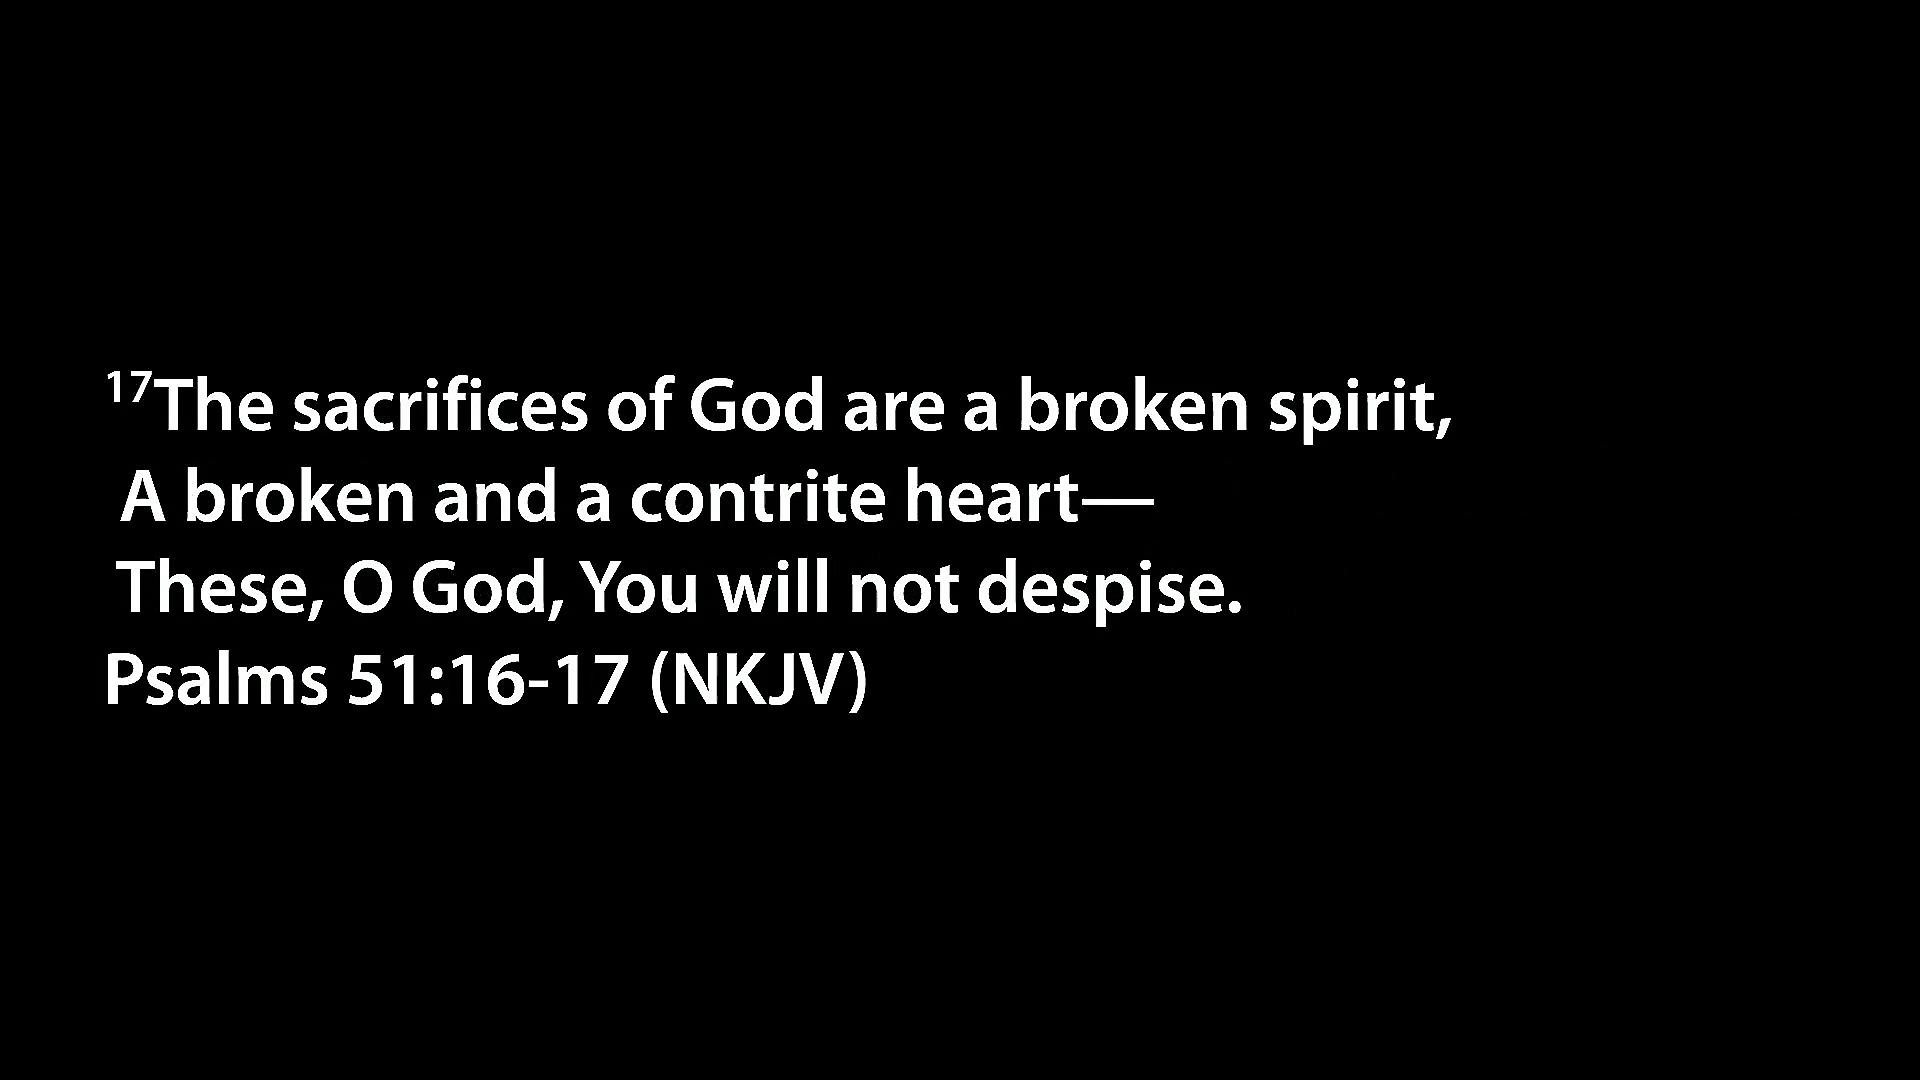 17The sacrifices of God are a broken spirit,
A broken and a contrite heart—
These, O God, You will not despise.
Psalms 51:16-17 (NKJV)